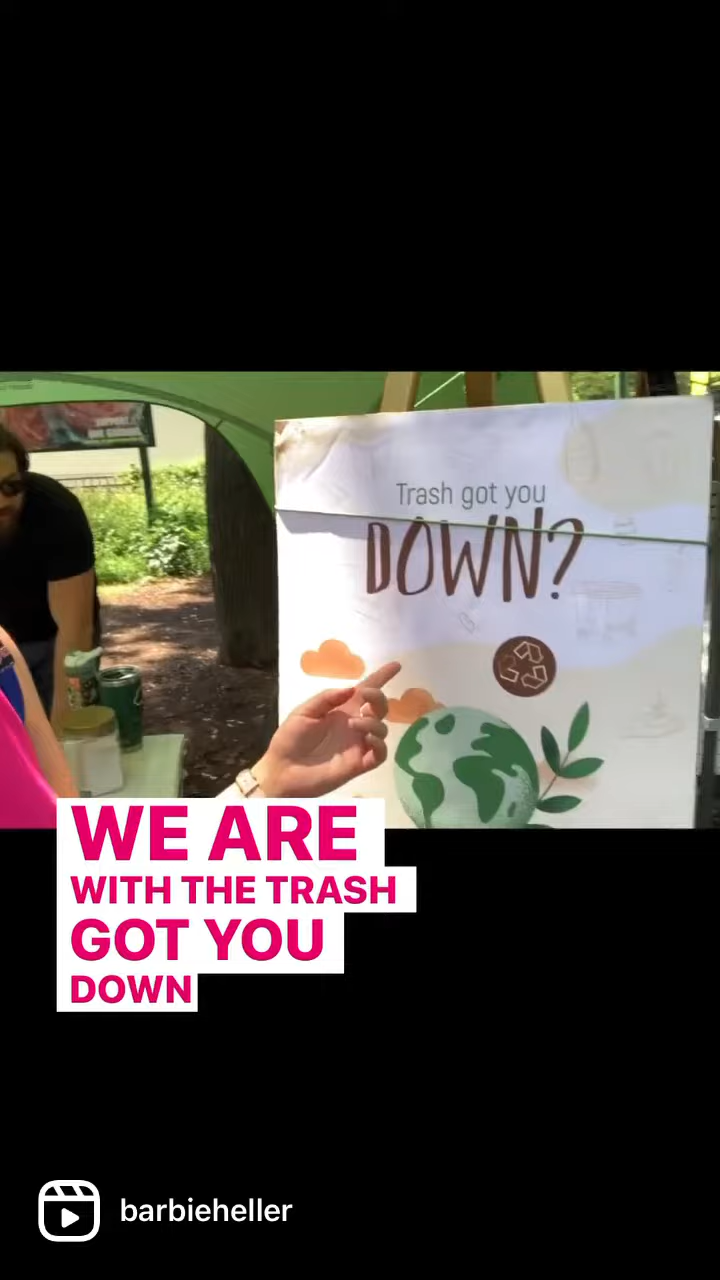 Trash got you
DOWN?
WE ARE
WITH THE TRASH
GOT YOU
DOWN
barbieheller